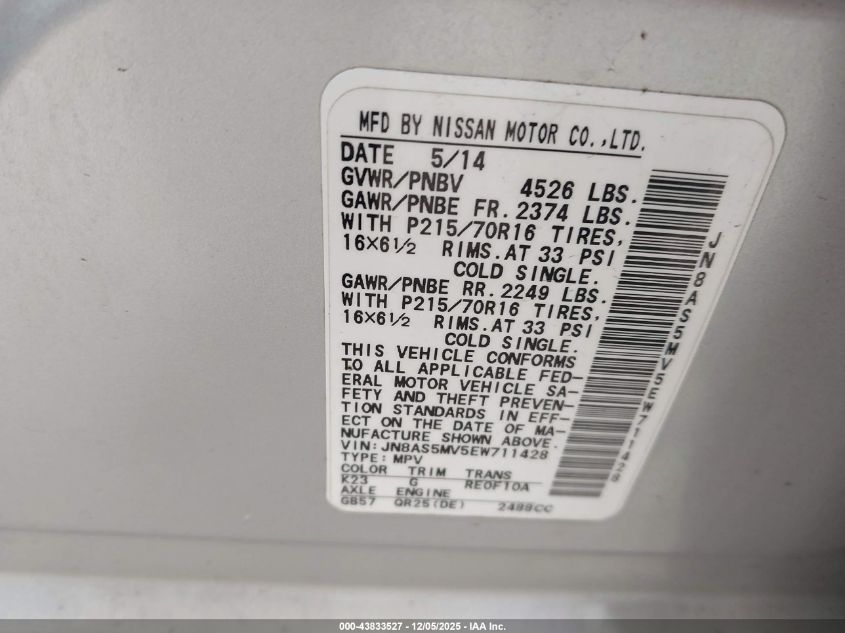 MFD BY NISSAN MOTOR CO.,LTD.
DATE 5/14
GVWR/PNBV 4526 LBS.
GAWR/PNBE FR. 2374 LBS.
WITH P215/70R16 TIRES,
16×6½ RIMS.AT 33 PSI
COLD SINGLE.
GAWR/PNBE RR. 2249 LBS.
WITH P215/70R16 TIRES,
16×6½ RIMS.AT 33 PSI
COLD SINGLE.
THIS VEHICLE CONFORMS
TO ALL APPLICABLE FED-
ERAL MOTOR VEHICLE SA-
FETY AND THEFT PREVEN-
TION STANDARDS IN EFF-
ECT ON THE DATE OF MA-
NUFACTURE SHOWN ABOVE.
VIN: JN8AS5MV5EW711428
TYPE: MPV
COLOR TRIM TRANS
K23 G RE0F10A
AXLE ENGINE
GB57 QR25(DE) 2488CC
JN8AS5MV5EW711428
000-43833527 - 12/05/2025 - IAA Inc.